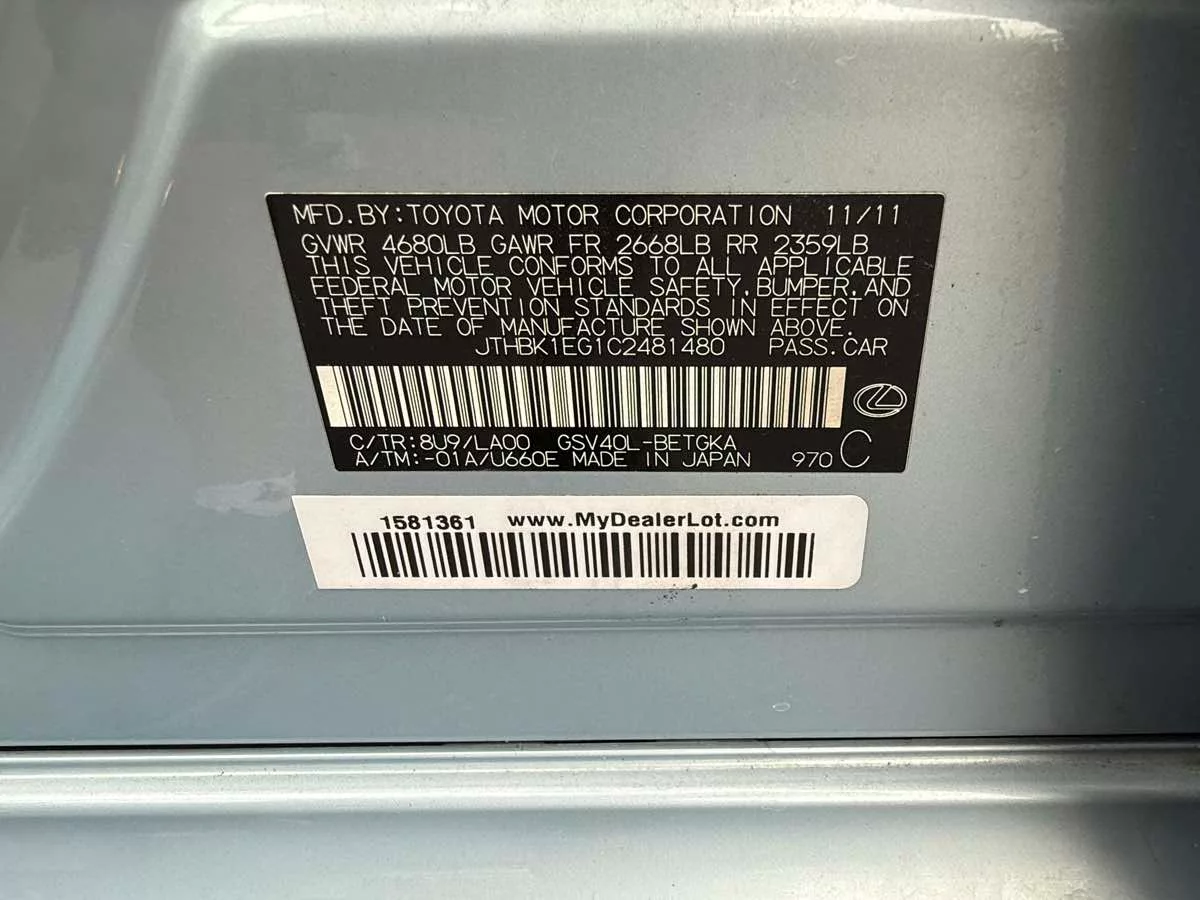 MFD.BY:TOYOTA MOTOR CORPORATION 11/11
GVWR 4680LB GAWR FR 2668LB RR 2359LB
THIS VEHICLE CONFORMS TO ALL APPLICABLE
FEDERAL MOTOR VEHICLE SAFETY,BUMPER,AND
THEFT PREVENTION STANDARDS IN EFFECT ON
THE DATE OF MANUFACTURE SHOWN ABOVE.
JTHBK1EG1C2481480 PASS.CAR
C/TR:8U9/LA00 GSV40L-BETGKA
A/TM:-01A/U660E MADE IN JAPAN 970 C
1581361 www.MyDealerLot.com